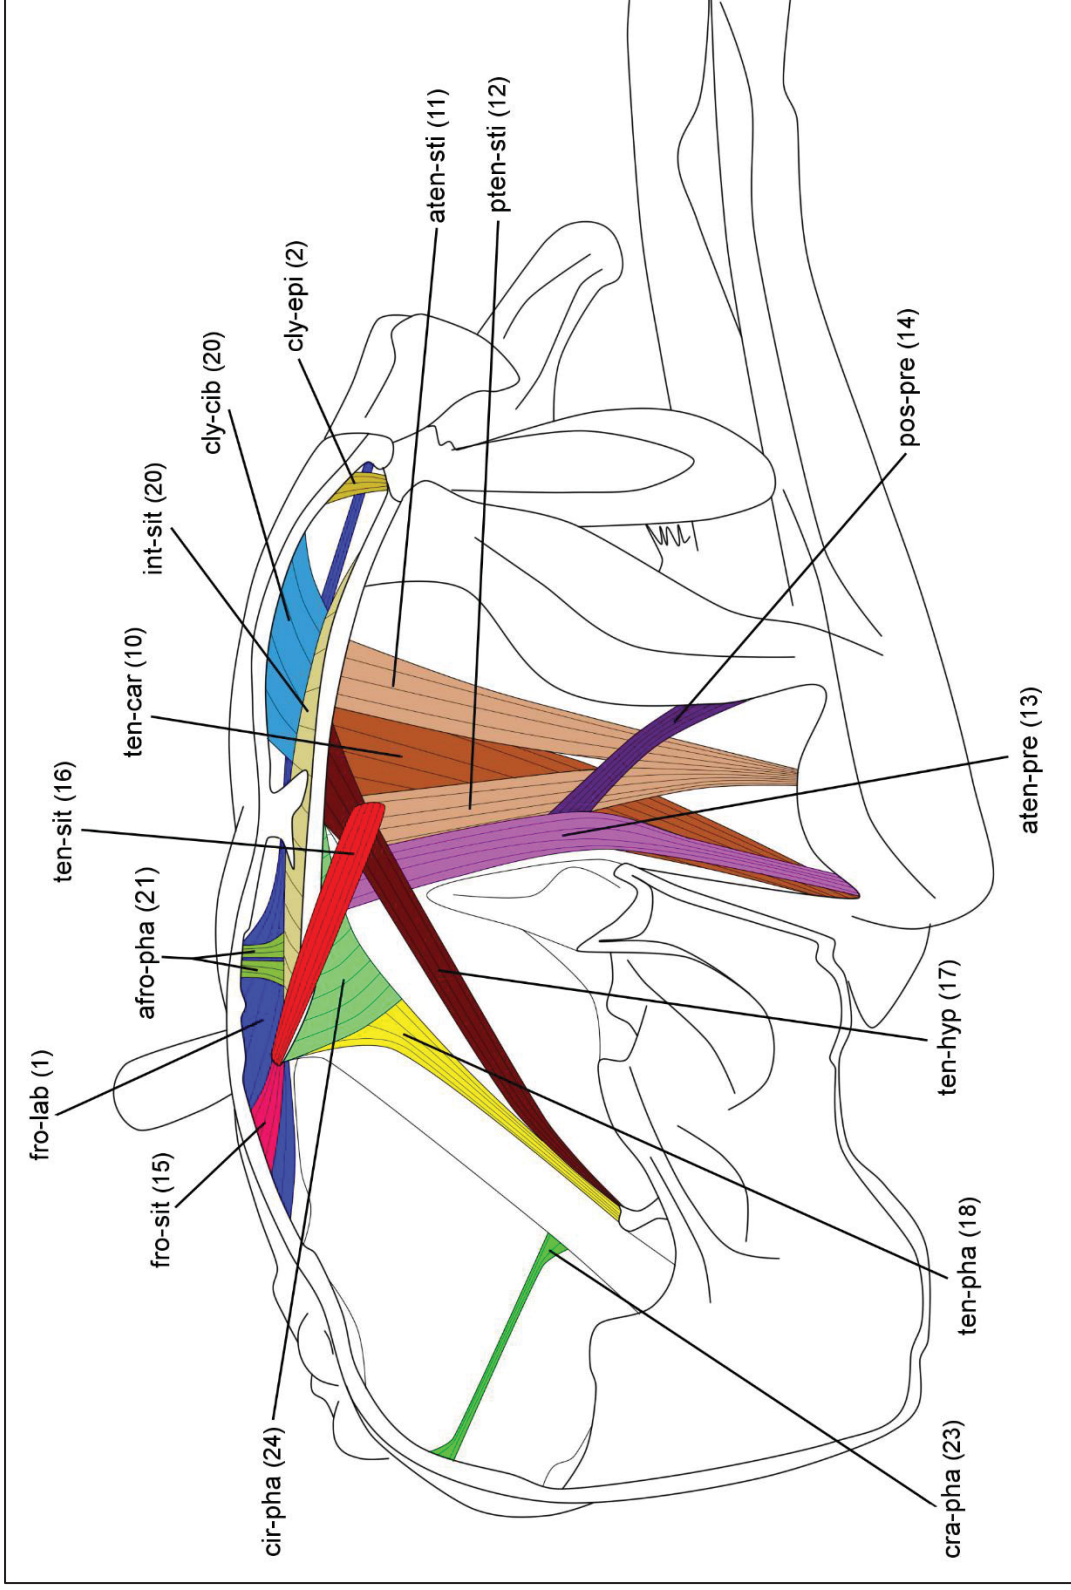 fro-lab (1)
fro-sit (15)
afro-pha (21)
ten-sit (16)
ten-car (10)
int-sit (20)
cly-cib (20)
cly-epi (2)
aten-sti (11)
pten-sti (12)
cir-pha (24)
cra-pha (23)
ten-pha (18)
ten-hyp (17)
aten-pre (13)
pos-pre (14)